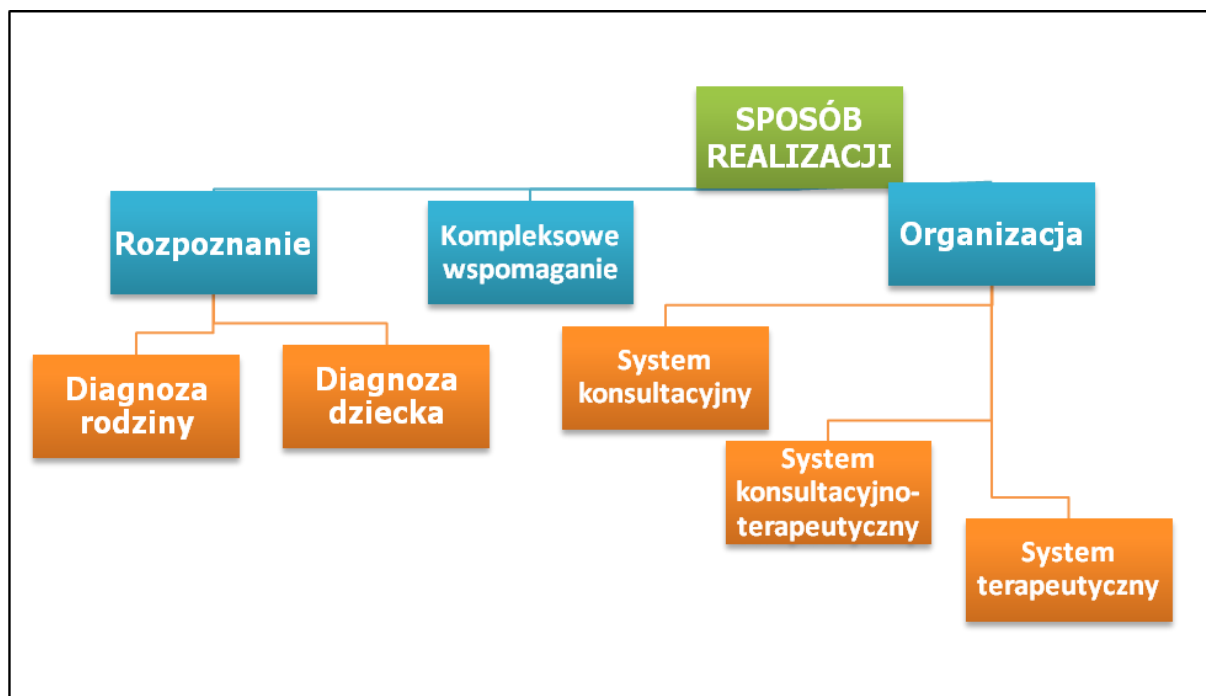 SPOSÓB
REALIZACJI
Rozpoznanie
Kompleksowe
wspomaganie
Organizacja
Diagnoza
rodziny
Diagnoza
dziecka
System
konsultacyjny
System
konsultacyjno-
terapeutyczny
System
terapeutyczny